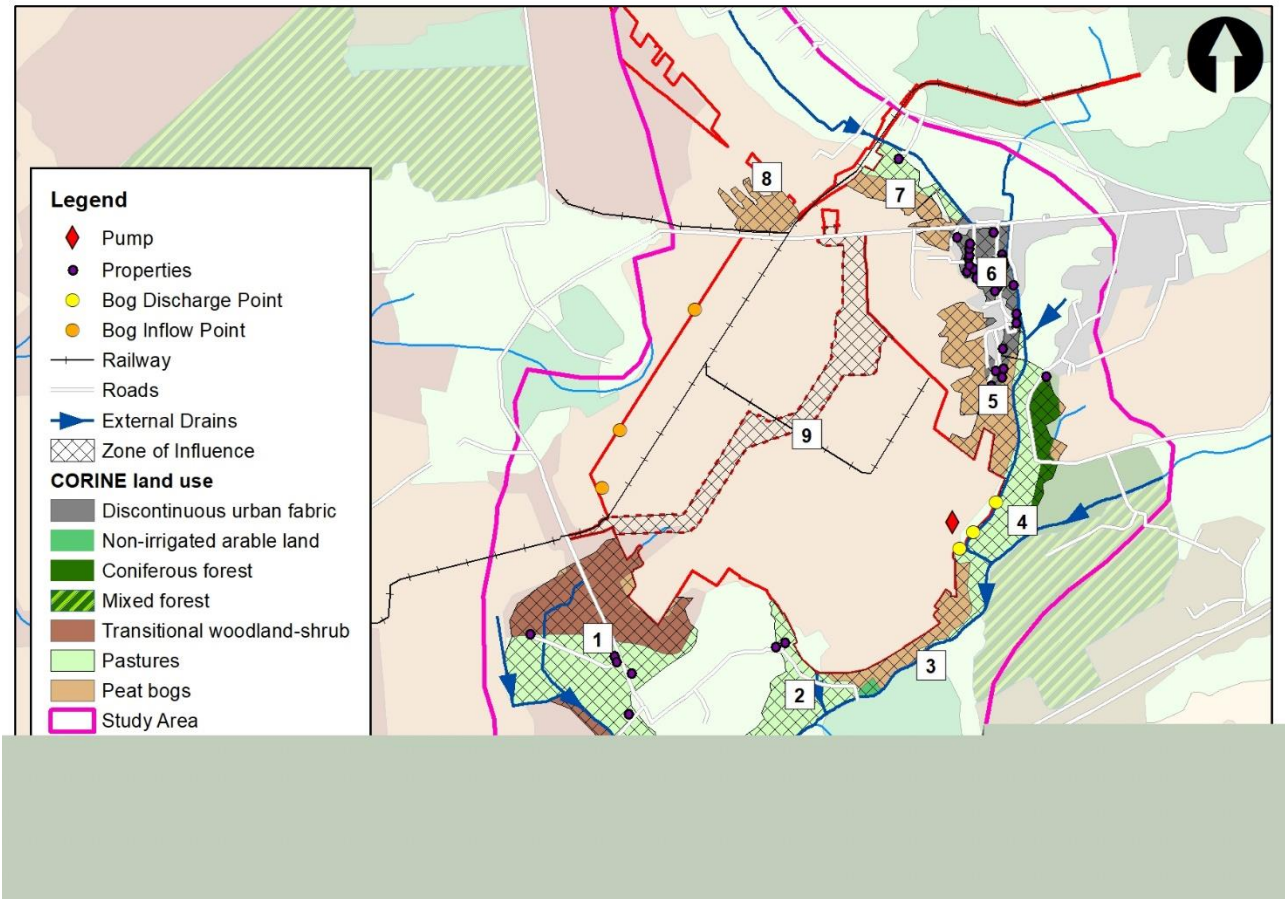 Legend
Pump
Properties
Bog Discharge Point
Bog Inflow Point
Railway
Roads
External Drains
Zone of Influence
CORINE land use
Discontinuous urban fabric
Non-irrigated arable land
Coniferous forest
Mixed forest
Transitional woodland-shrub
Pastures
Peat bogs
Study Area
8
7
6
5
9
4
1
3
2